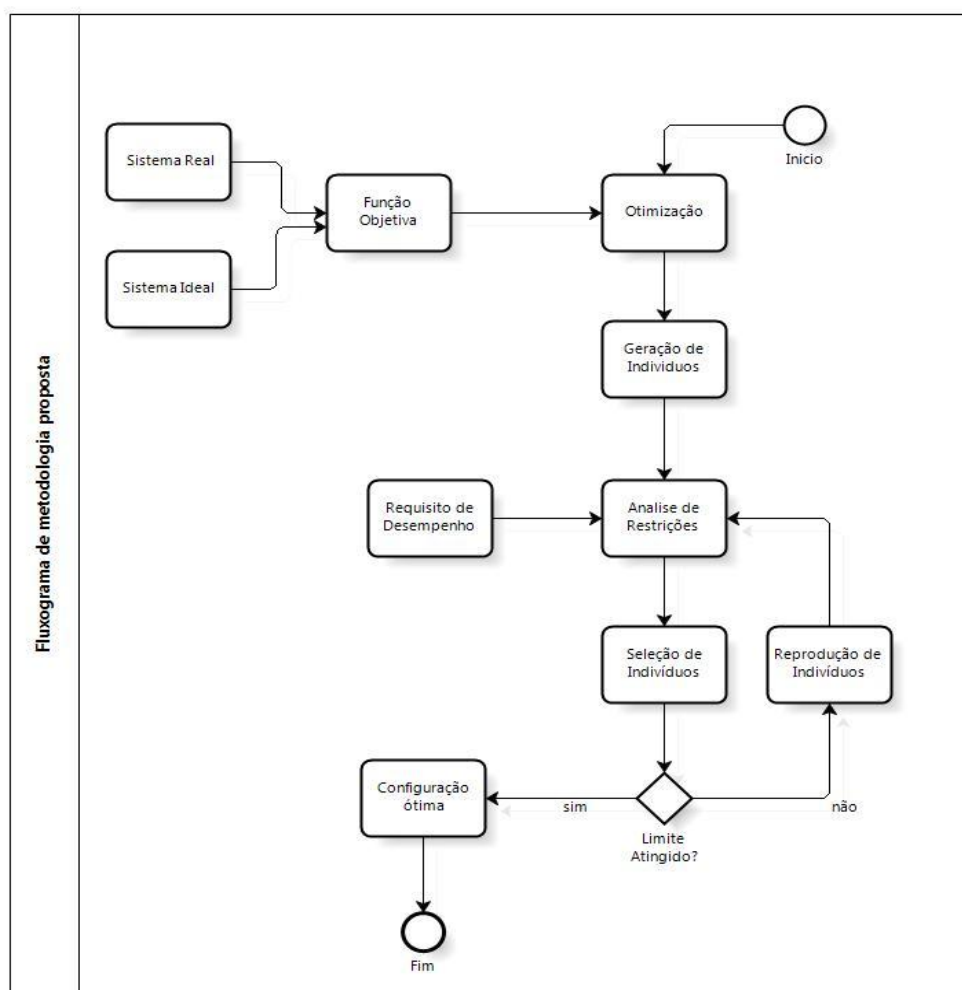 Fluxograma de metodologia proposta
Inicio
Sistema Real
Função
Objetiva
Otimização
Sistema Ideal
Geração de
Individuos
Requisito de
Desempenho
Analise de
Restrições
Seleção de
Indivíduos
Reprodução de
Indivíduos
Configuração
ótima
sim
não
Limite
Atingido?
Fim